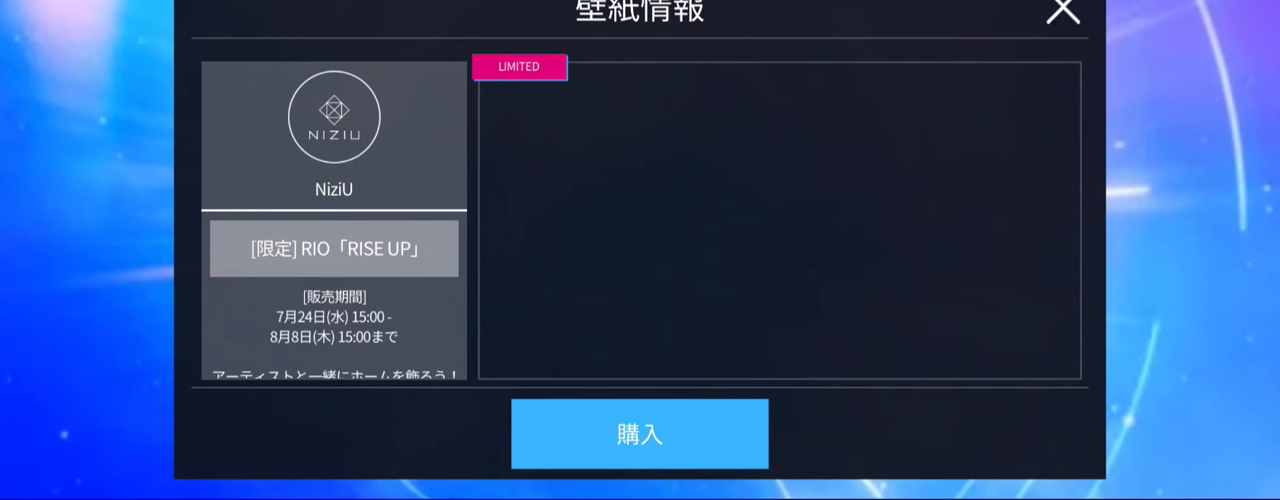 壁紙情報
LIMITED
NIZIU
NiziU
[限定] RIO「RISE UP」
[販売期間]
7月24日(水) 15:00 -
8月8日(木) 15:00まで
アーティストと一緒にホームを飾ろう！
購入